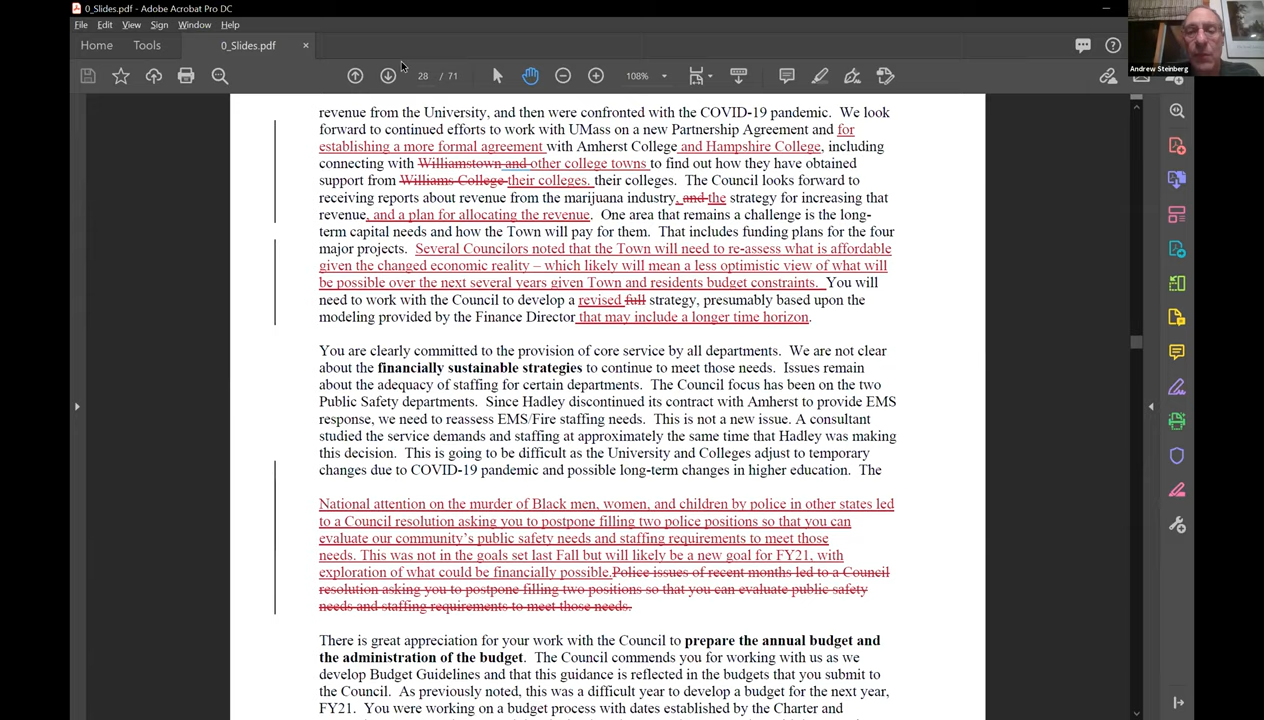 0_Slides.pdf - Adobe Acrobat Pro DC
File Edit View Sign Window Help
Home Tools 0_Slides.pdf ×
28 / 71 108%
Andrew Steinberg
revenue from the University, and then were confronted with the COVID-19 pandemic. We look
forward to continued efforts to work with UMass on a new Partnership Agreement and for
establishing a more formal agreement with Amherst College and Hampshire College, including
connecting with Williamstown and other college towns to find out how they have obtained
support from Williams College their colleges. their colleges. The Council looks forward to
receiving reports about revenue from the marijuana industry, and the strategy for increasing that
revenue, and a plan for allocating the revenue. One area that remains a challenge is the long-
term capital needs and how the Town will pay for them. That includes funding plans for the four
major projects. Several Councilors noted that the Town will need to re-assess what is affordable
given the changed economic reality – which likely will mean a less optimistic view of what will
be possible over the next several years given Town and residents budget constraints. You will
need to work with the Council to develop a revised full strategy, presumably based upon the
modeling provided by the Finance Director that may include a longer time horizon.
You are clearly committed to the provision of core service by all departments. We are not clear
about the financially sustainable strategies to continue to meet those needs. Issues remain
about the adequacy of staffing for certain departments. The Council focus has been on the two
Public Safety departments. Since Hadley discontinued its contract with Amherst to provide EMS
response, we need to reassess EMS/Fire staffing needs. This is not a new issue. A consultant
studied the service demands and staffing at approximately the same time that Hadley was making
this decision. This is going to be difficult as the University and Colleges adjust to temporary
changes due to COVID-19 pandemic and possible long-term changes in higher education. The
National attention on the murder of Black men, women, and children by police in other states led
to a Council resolution asking you to postpone filling two police positions so that you can
evaluate our community's public safety needs and staffing requirements to meet those
needs. This was not in the goals set last Fall but will likely be a new goal for FY21, with
exploration of what could be financially possible.Police issues of recent months led to a Council
resolution asking you to postpone filling two positions so that you can evaluate public safety
needs and staffing requirements to meet those needs.
There is great appreciation for your work with the Council to prepare the annual budget and
the administration of the budget. The Council commends you for working with us as we
develop Budget Guidelines and that this guidance is reflected in the budgets that you submit to
the Council. As previously noted, this was a difficult year to develop a budget for the next year,
FY21. You were working on a budget process with dates established by the Charter and